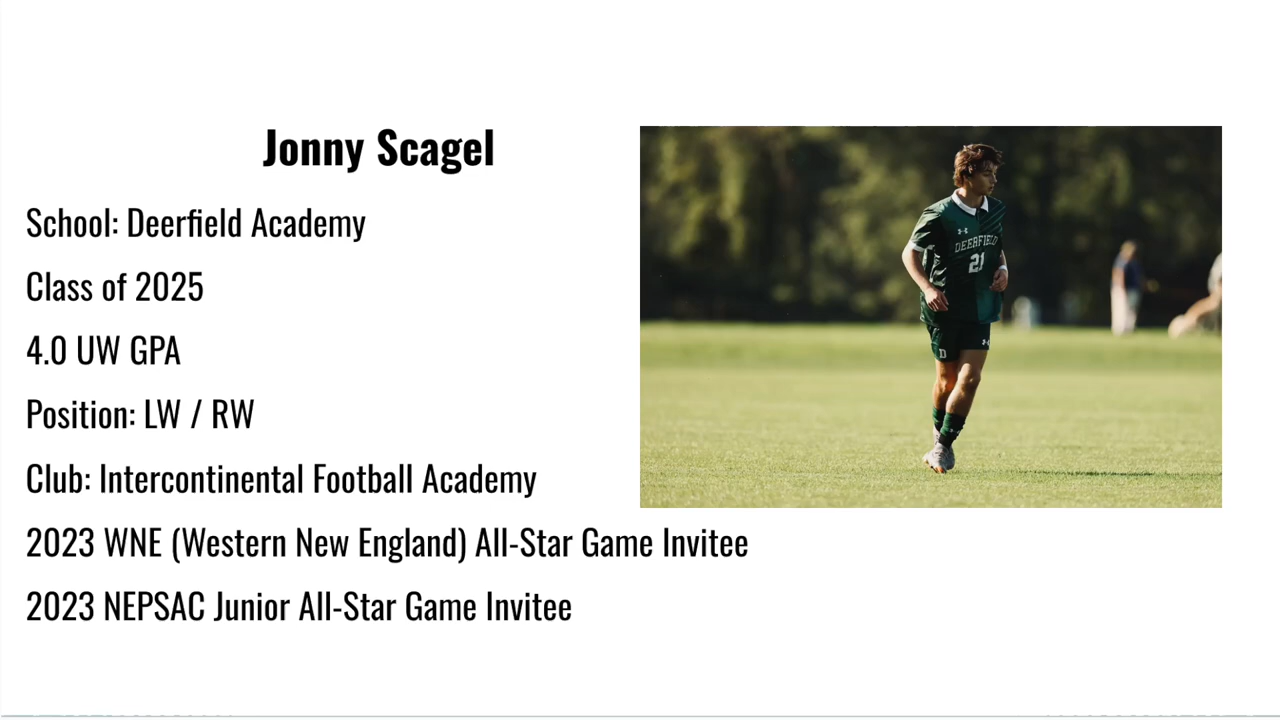 Jonny Scagel
School: Deerfield Academy
Class of 2025
4.0 UW GPA
Position: LW / RW
Club: Intercontinental Football Academy
2023 WNE (Western New England) All-Star Game Invitee
2023 NEPSAC Junior All-Star Game Invitee
DEERFIELD
21
D